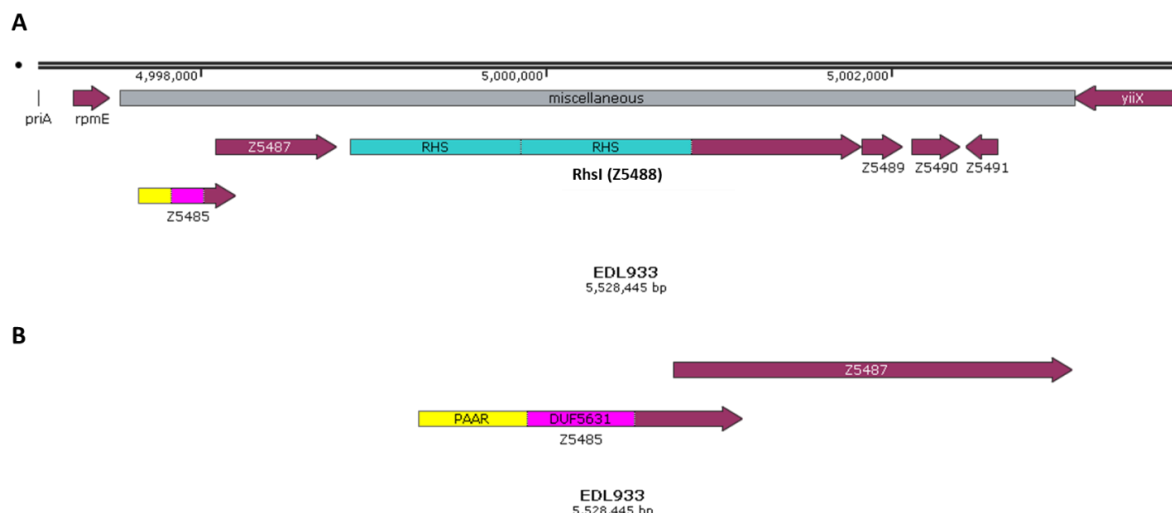 A
4,998,000 5,000,000 5,002,000
miscellaneous yiiX
priA rpmE
Z5487 RHS RHS
Z5489 Z5490 Z5491
RhsI (Z5488)
Z5485
EDL933
5,528,445 bp
B
Z5487
PAAR DUF5631
Z5485
EDL933
5,528,445 bp